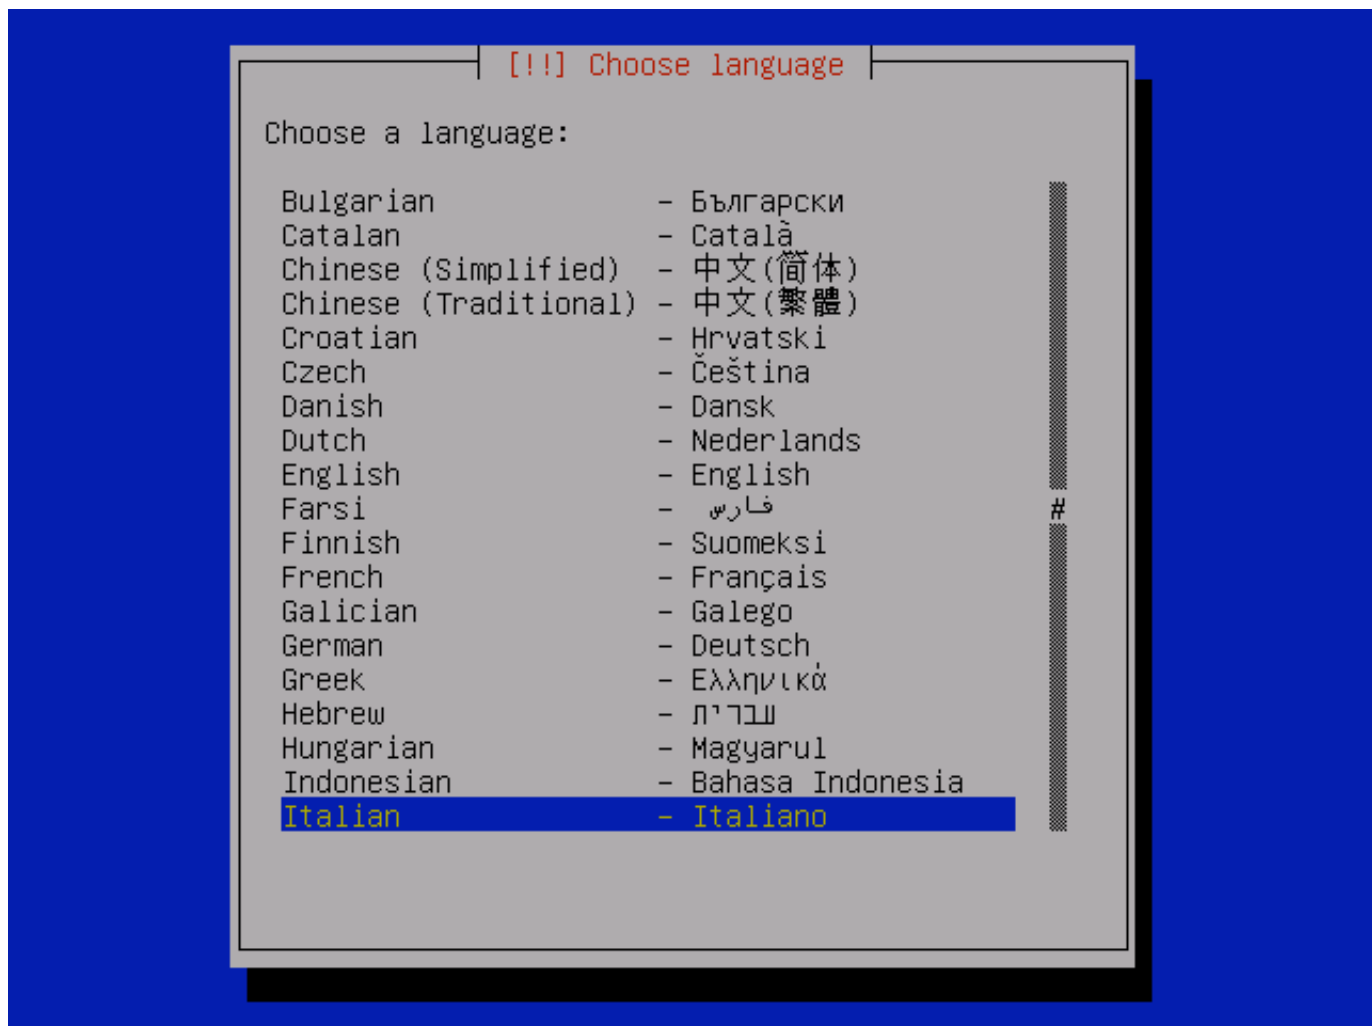 [!!] Choose language
Choose a language:
Bulgarian - Български
Catalan - Català
Chinese (Simplified) - 中文(简体)
Chinese (Traditional) - 中文(繁體)
Croatian - Hrvatski
Czech - Čeština
Danish - Dansk
Dutch - Nederlands
English - English
Farsi - فارس
Finnish - Suomeksi
French - Français
Galician - Galego
German - Deutsch
Greek - Ελληνικά
Hebrew - עברית
Hungarian - Magyarul
Indonesian - Bahasa Indonesia
Italian - Italiano
#